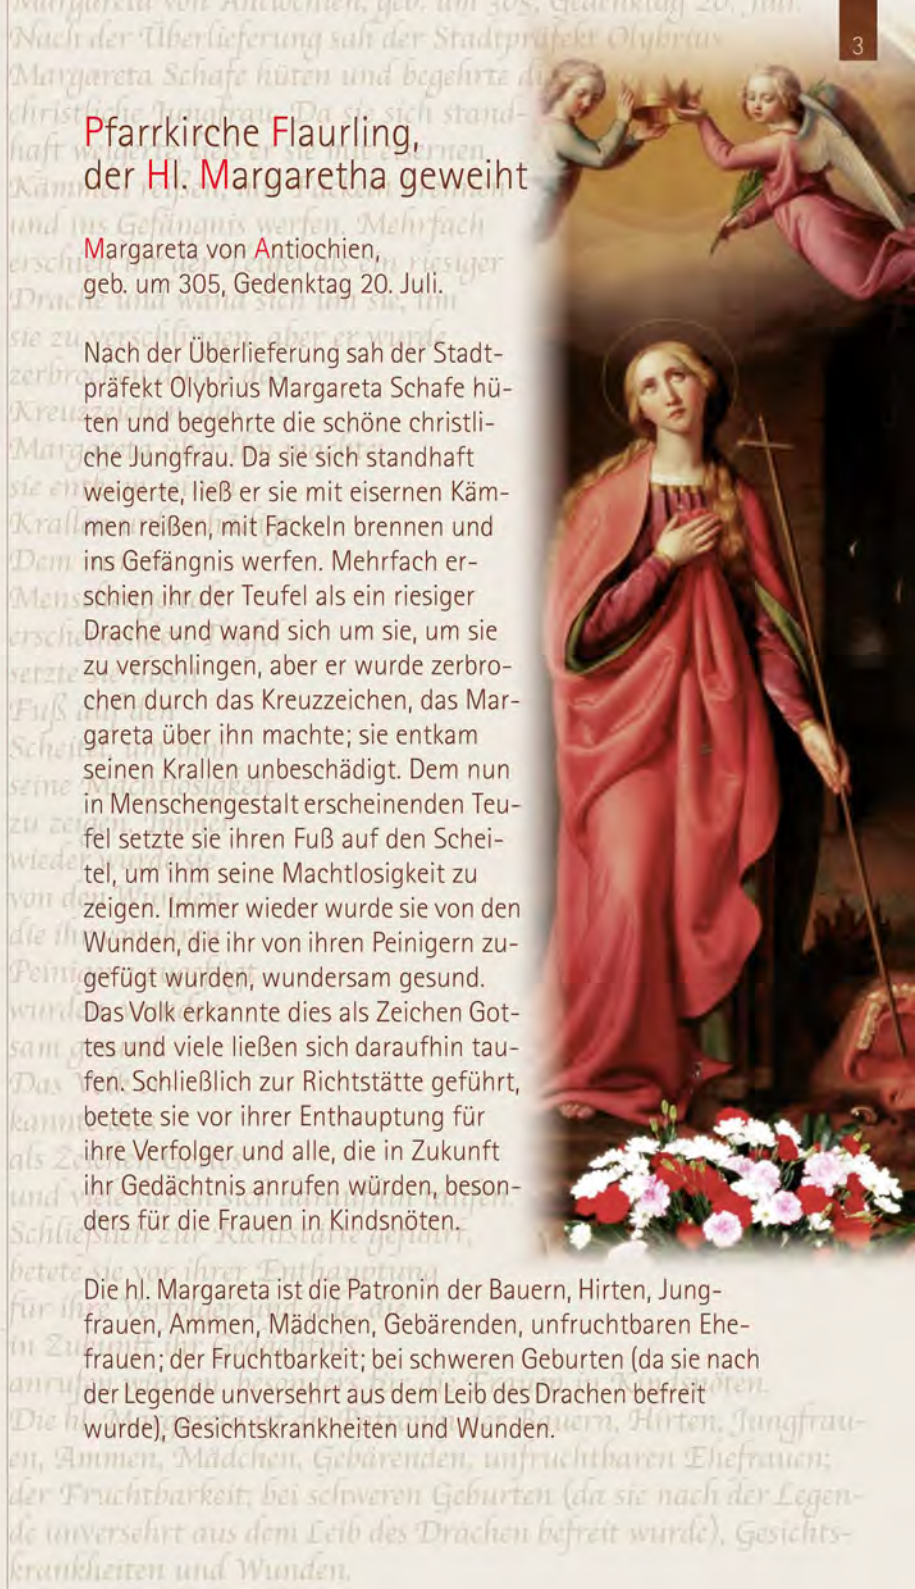 3
Pfarrkirche Flaurling,
der Hl. Margaretha geweiht
Margareta von Antiochien,
geb. um 305, Gedenktag 20. Juli.
Nach der Überlieferung sah der Stadt-
präfekt Olybrius Margareta Schafe hü-
ten und begehrte die schöne christli-
che Jungfrau. Da sie sich standhaft
weigerte, ließ er sie mit eisernen Käm-
men reißen, mit Fackeln brennen und
ins Gefängnis werfen. Mehrfach er-
schien ihr der Teufel als ein riesiger
Drache und wand sich um sie, um sie
zu verschlingen, aber er wurde zerbro-
chen durch das Kreuzzeichen, das Mar-
gareta über ihn machte; sie entkam
seinen Krallen unbeschädigt. Dem nun
in Menschengestalt erscheinenden Teu-
fel setzte sie ihren Fuß auf den Schei-
tel, um ihm seine Machtlosigkeit zu
zeigen. Immer wieder wurde sie von den
Wunden, die ihr von ihren Peinigern zu-
gefügt wurden, wundersam gesund.
Das Volk erkannte dies als Zeichen Got-
tes und viele ließen sich daraufhin tau-
fen. Schließlich zur Richtstätte geführt,
betete sie vor ihrer Enthauptung für
ihre Verfolger und alle, die in Zukunft
ihr Gedächtnis anrufen würden, beson-
ders für die Frauen in Kindsnöten.
Die hl. Margareta ist die Patronin der Bauern, Hirten, Jung-
frauen, Ammen, Mädchen, Gebärenden, unfruchtbaren Ehe-
frauen; der Fruchtbarkeit; bei schweren Geburten (da sie nach
der Legende unversehrt aus dem Leib des Drachen befreit
wurde), Gesichtskrankheiten und Wunden.